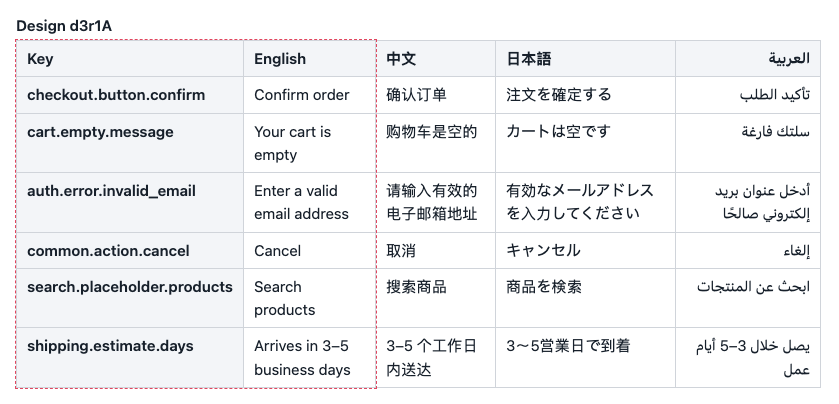 Design d3r1A
Key English 中文 日本語 العربية
checkout.button.confirm Confirm order 确认订单 注文を確定する تأكيد الطلب
cart.empty.message Your cart is empty 购物车是空的 カートは空です سلتك فارغة
auth.error.invalid_email Enter a valid email address 请输入有效的电子邮箱地址 有効なメールアドレスを入力してください أدخل عنوان بريد إلكتروني صالحًا
common.action.cancel Cancel 取消 キャンセル إلغاء
search.placeholder.products Search products 搜索商品 商品を検索 ابحث عن المنتجات
shipping.estimate.days Arrives in 3–5 business days 3–5 个工作日内送达 3〜5営業日で到着 يصل خلال 3–5 أيام عمل